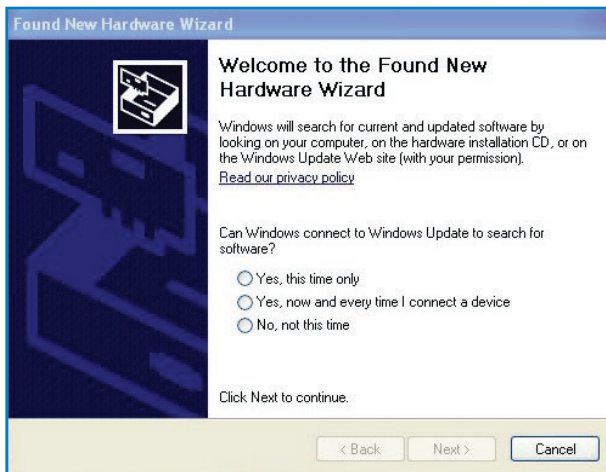 Found New Hardware Wizard
Welcome to the Found New
Hardware Wizard
Windows will search for current and updated software by
looking on your computer, on the hardware installation CD, or on
the Windows Update Web site (with your permission).
Read our privacy policy
Can Windows connect to Windows Update to search for
software?
Yes, this time only
Yes, now and every time I connect a device
No, not this time
Click Next to continue.
< Back
Next >
Cancel